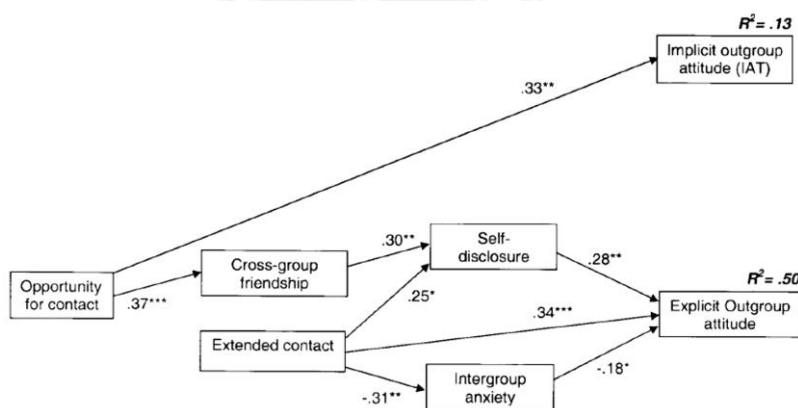 R²= .13
Implicit outgroup
attitude (IAT)
.33**
.30**
Self-
disclosure
.28**
R²= .50
Opportunity
for contact
.37***
Cross-group
friendship
.25*
.34***
Explicit Outgroup
attitude
Extended contact
-.31**
Intergroup
anxiety
-.18*